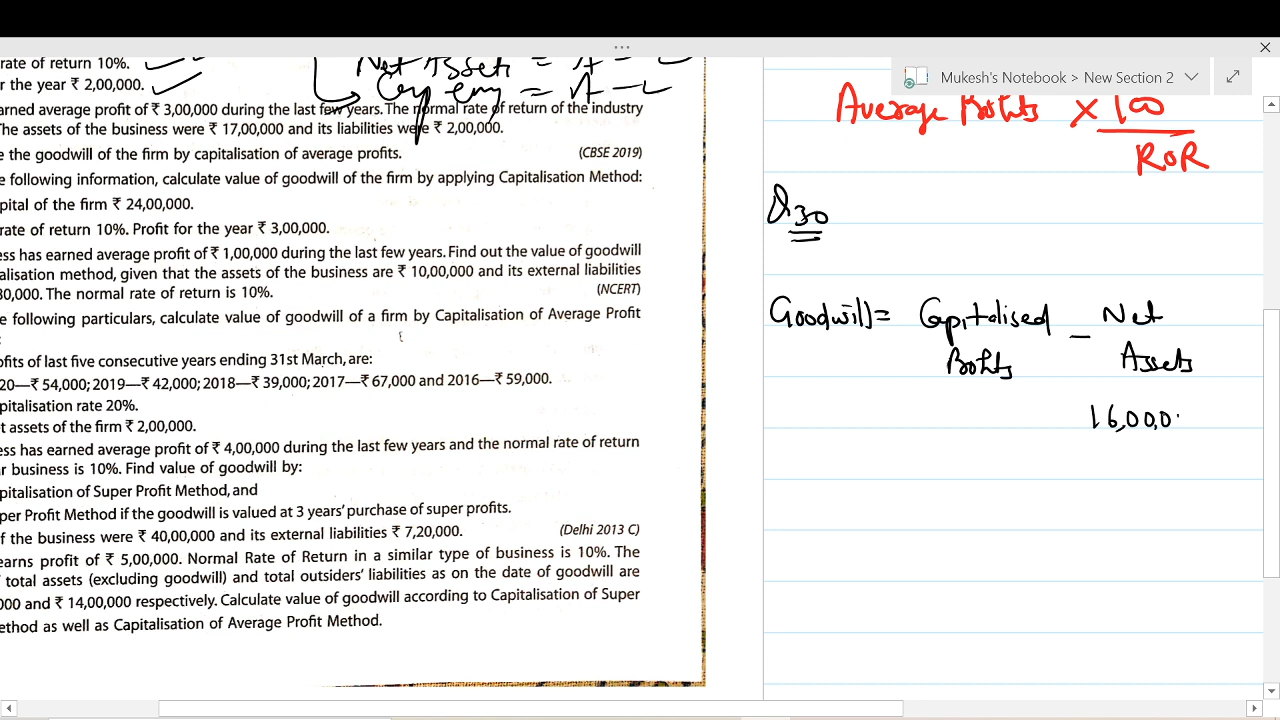 rate of return 10%.
r the year ₹ 2,00,000.
Net Assets = A - L
Cap emp = A - L
arned average profit of ₹ 3,00,000 during the last few years. The normal rate of return of the industry
he assets of the business were ₹ 17,00,000 and its liabilities were ₹ 2,00,000.
e the goodwill of the firm by capitalisation of average profits. (CBSE 2019)
e following information, calculate value of goodwill of the firm by applying Capitalisation Method:
pital of the firm ₹ 24,00,000.
rate of return 10%. Profit for the year ₹ 3,00,000.
ess has earned average profit of ₹ 1,00,000 during the last few years. Find out the value of goodwill
alisation method, given that the assets of the business are ₹ 10,00,000 and its external liabilities
80,000. The normal rate of return is 10%. (NCERT)
e following particulars, calculate value of goodwill of a firm by Capitalisation of Average Profit
:
ofits of last five consecutive years ending 31st March, are:
20—₹ 54,000; 2019—₹ 42,000; 2018—₹ 39,000; 2017—₹ 67,000 and 2016—₹ 59,000.
pitalisation rate 20%.
t assets of the firm ₹ 2,00,000.
ess has earned average profit of ₹ 4,00,000 during the last few years and the normal rate of return
r business is 10%. Find value of goodwill by:
pitalisation of Super Profit Method, and
per Profit Method if the goodwill is valued at 3 years' purchase of super profits.
f the business were ₹ 40,00,000 and its external liabilities ₹ 7,20,000. (Delhi 2013 C)
earns profit of ₹ 5,00,000. Normal Rate of Return in a similar type of business is 10%. The
total assets (excluding goodwill) and total outsiders' liabilities as on the date of goodwill are
000 and ₹ 14,00,000 respectively. Calculate value of goodwill according to Capitalisation of Super
ethod as well as Capitalisation of Average Profit Method.
Mukesh's Notebook > New Section 2
Average Profits × 100
ROR
Q30
Goodwill = Capitalised - Net
Profits Assets
16,00,0